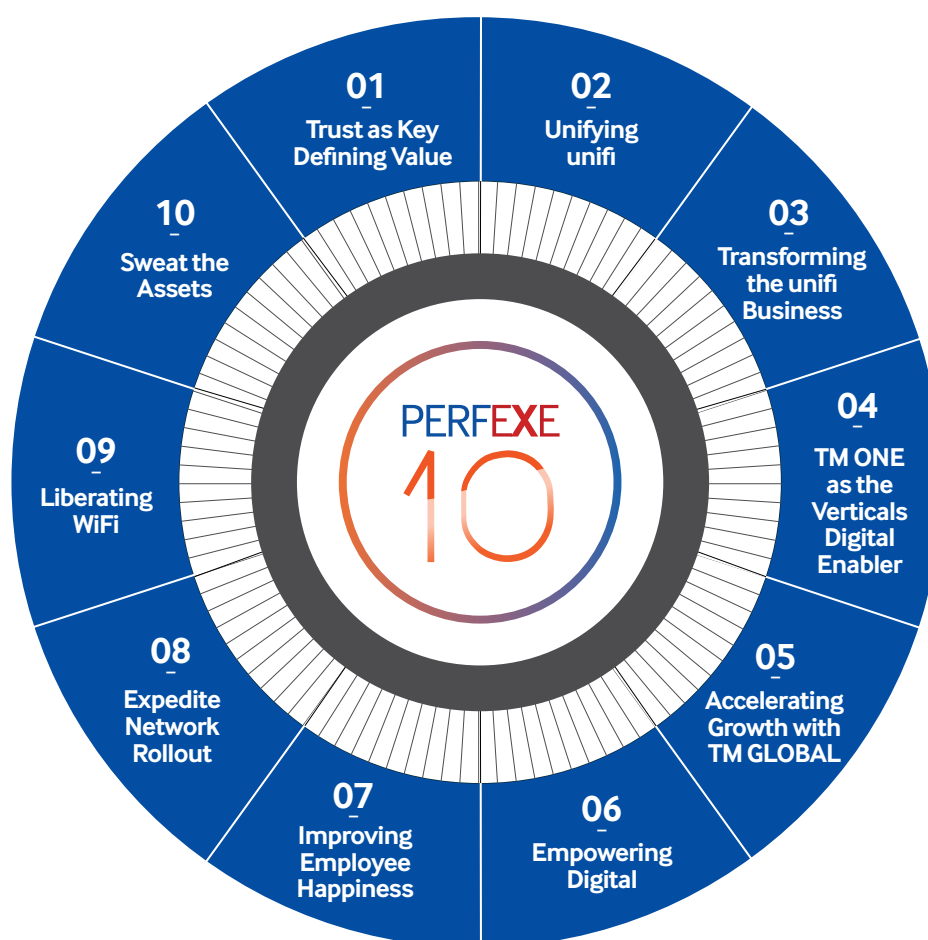 01
Trust as Key
Defining Value
02
Unifying
unifi
03
Transforming
the unifi
Business
04
TM ONE
as the
Verticals
Digital
Enabler
05
Accelerating
Growth with
TM GLOBAL
06
Empowering
Digital
07
Improving
Employee
Happiness
08
Expedite
Network
Rollout
09
Liberating
WiFi
10
Sweat the
Assets
PERFEXE
10